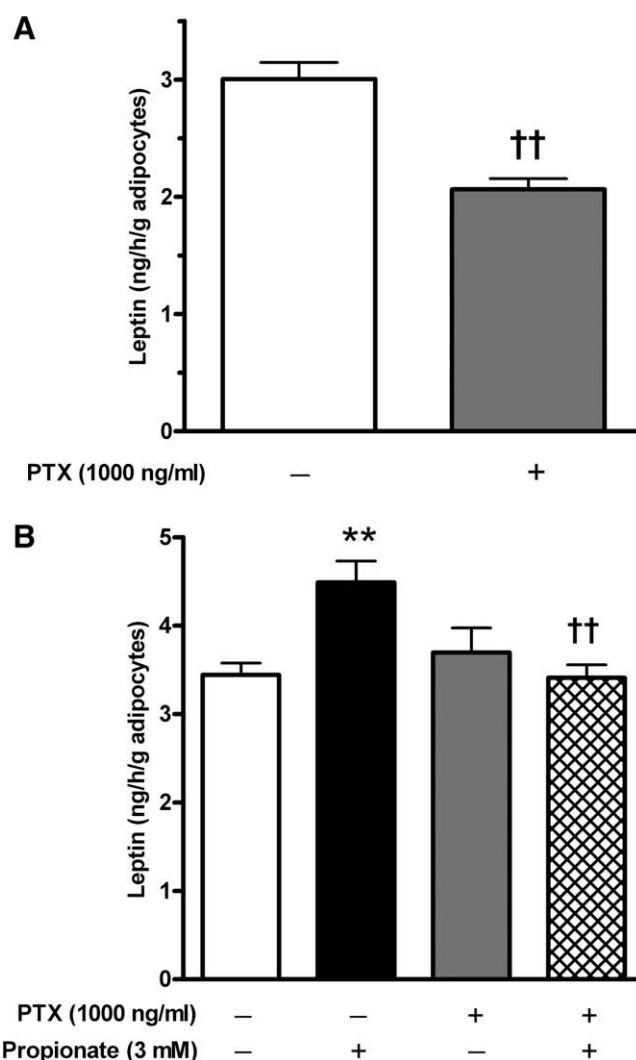 A
Leptin (ng/h/g adipocytes)
3
2
1
0
††
PTX (1000 ng/ml) – +
B
Leptin (ng/h/g adipocytes)
5
4
3
2
1
0
**
††
PTX (1000 ng/ml) – – + +
Propionate (3 mM) – + – +